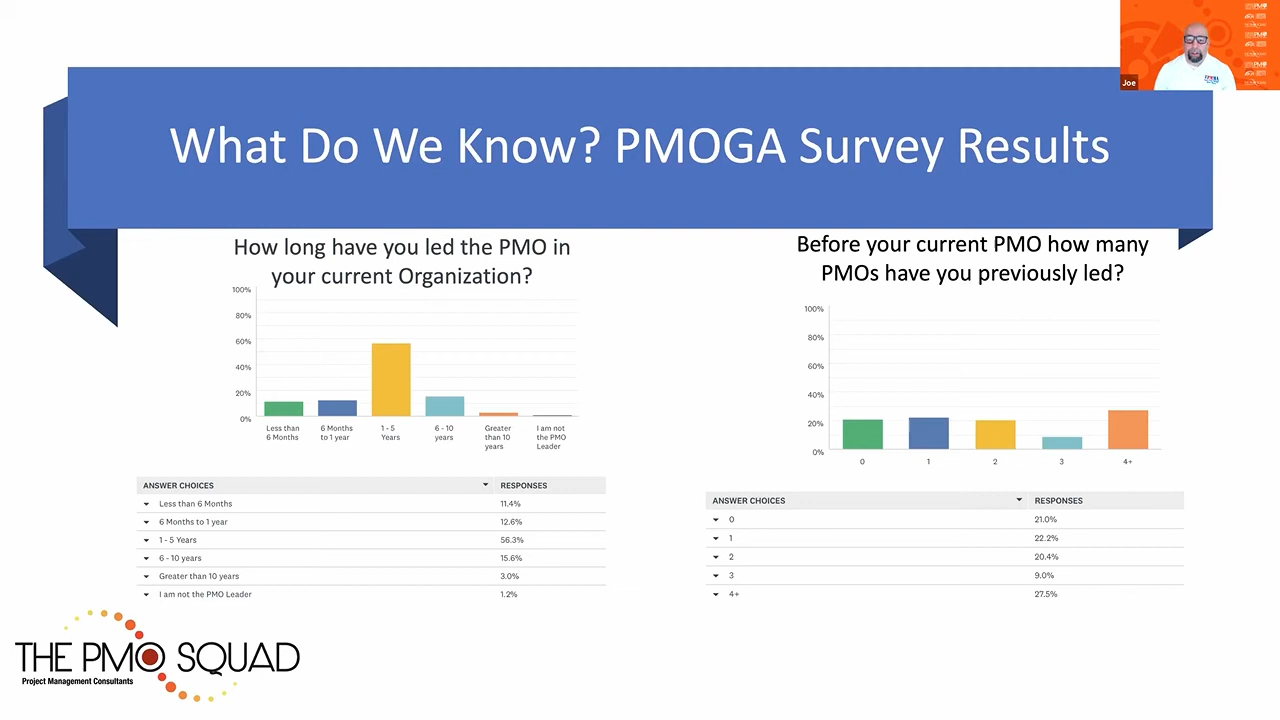 Joe
What Do We Know? PMOGA Survey Results
How long have you led the PMO in
your current Organization?
100%
80%
60%
40%
20%
0%
Less than
6 Months
6 Months
to 1 year
1 - 5
Years
6 - 10
years
Greater
than 10
years
I am not
the PMO
Leader
ANSWER CHOICES RESPONSES
Less than 6 Months 11.4%
6 Months to 1 year 12.6%
1 - 5 Years 56.3%
6 - 10 years 15.6%
Greater than 10 years 3.0%
I am not the PMO Leader 1.2%
Before your current PMO how many
PMOs have you previously led?
100%
80%
60%
40%
20%
0%
0 1 2 3 4+
ANSWER CHOICES RESPONSES
0 21.0%
1 22.2%
2 20.4%
3 9.0%
4+ 27.5%
THE PMO SQUAD
Project Management Consultants